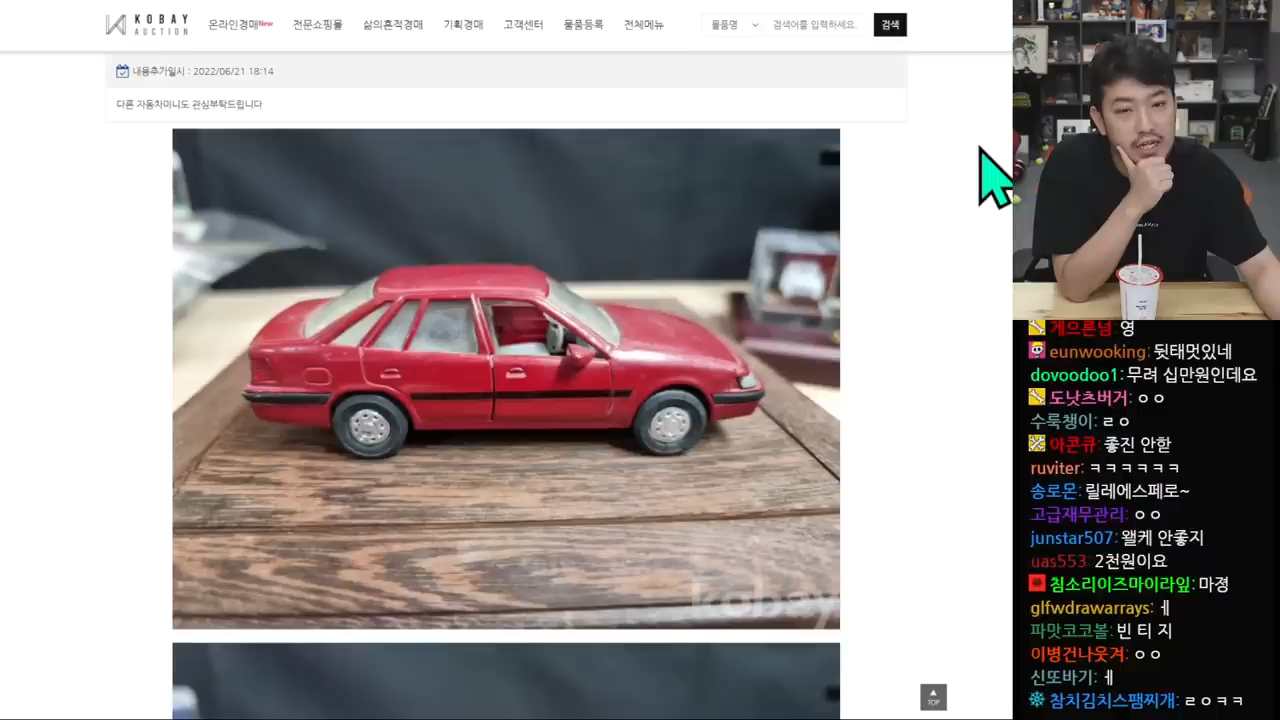 KOBAY
AUCTION
온라인경매New 전문쇼핑몰 삶의흔적경매 기획경매 고객센터 물품등록 전체메뉴
물품명 검색어를 입력하세요. 검색
내용추가일시 : 2022/06/21 18:14
다른 자동차미니도 관심부탁드립니다
kobay
TOP
게으른넘: 영
eunwooking: 뒷태멋있네
dovoodoo1: 무려 십만원인데요
도낫츠버거: ㅇㅇ
수룩챙이: ㄹㅇ
아콘큐: 좋진 안핟
ruviter: ㅋㅋㅋㅋㅋㅋ
송로몬: 릴레에스페로~
고급재무관리: ㅇㅇ
junstar507: 왤케 안좋지
uas553: 2천원이요
침소리이즈마이라잎: 마졍
glfwdrawarrays: ㅔ
파맛코코볼: 빈 티 지
이병건나웃겨: ㅇㅇ
신또바기: ㅔ
참치김치스팸찌개: ㄹㅇㅋㅋ